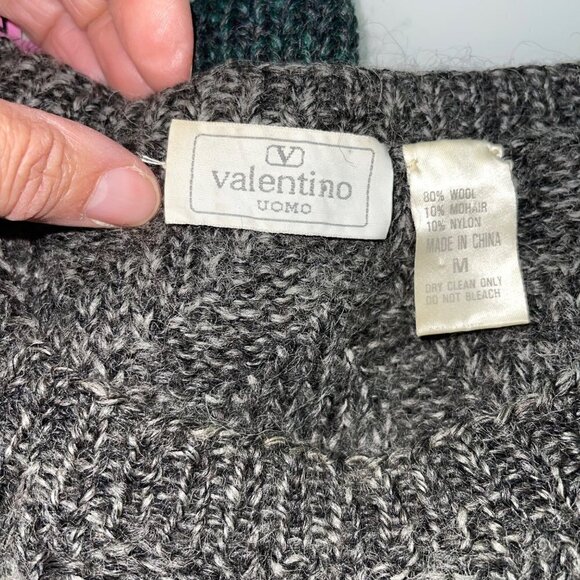 V
valentino
UOMO
80% WOOL
10% MOHAIR
10% NYLON
MADE IN CHINA
M
DRY CLEAN ONLY
DO NOT BLEACH